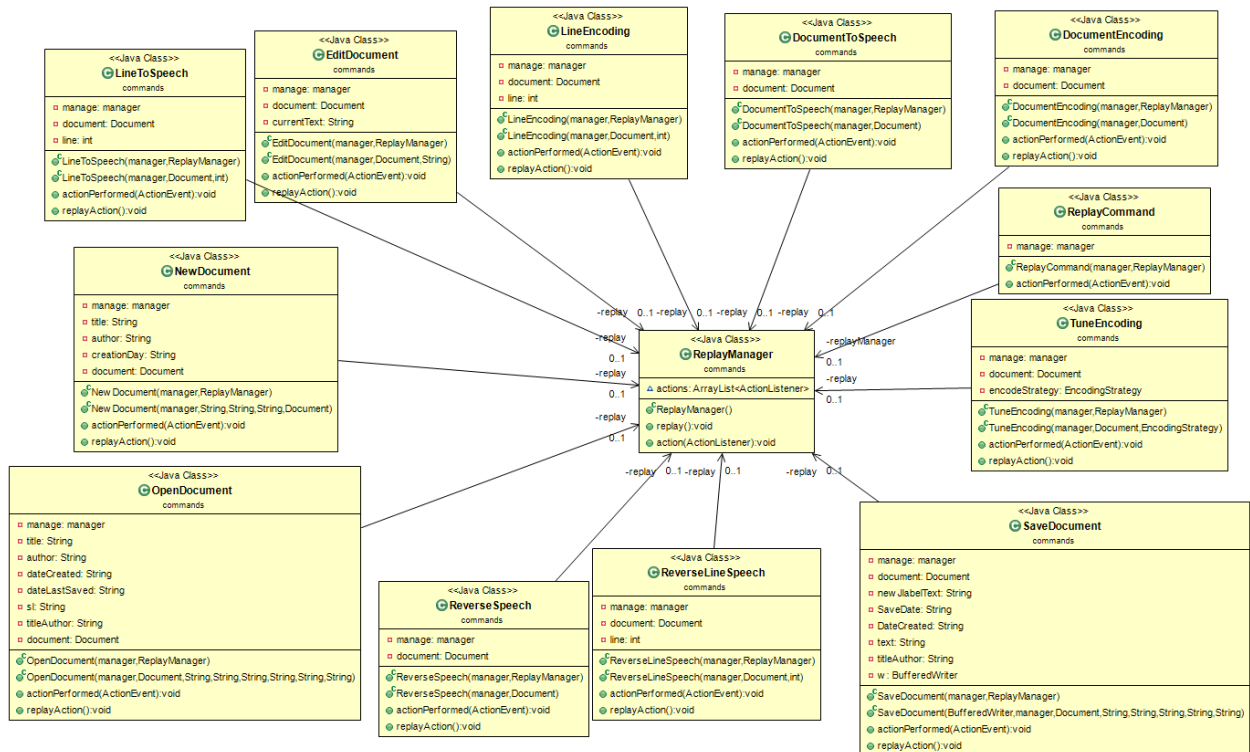 <<Java Class>>
LineToSpeech
commands
manage: manager
document: Document
line: int
LineToSpeech(manager,ReplayManager)
LineToSpeech(manager,Document,int)
actionPerformed(ActionEvent):void
replayAction():void
<<Java Class>>
EditDocument
commands
manage: manager
document: Document
currentText: String
EditDocument(manager,ReplayManager)
EditDocument(manager,Document,String)
actionPerformed(ActionEvent):void
replayAction():void
<<Java Class>>
LineEncoding
commands
manage: manager
document: Document
line: int
LineEncoding(manager,ReplayManager)
LineEncoding(manager,Document,int)
actionPerformed(ActionEvent):void
replayAction():void
<<Java Class>>
DocumentToSpeech
commands
manage: manager
document: Document
DocumentToSpeech(manager,ReplayManager)
DocumentToSpeech(manager,Document)
actionPerformed(ActionEvent):void
replayAction():void
<<Java Class>>
DocumentEncoding
commands
manage: manager
document: Document
DocumentEncoding(manager,ReplayManager)
DocumentEncoding(manager,Document)
actionPerformed(ActionEvent):void
replayAction():void
<<Java Class>>
ReplayCommand
commands
manage: manager
ReplayCommand(manager,ReplayManager)
actionPerformed(ActionEvent):void
<<Java Class>>
NewDocument
commands
manage: manager
title: String
author: String
creationDay: String
document: Document
NewDocument(manager,ReplayManager)
NewDocument(manager,String,String,String,Document)
actionPerformed(ActionEvent):void
replayAction():void
-replay 0..1 -replay 0..1 -replay 0..1 -replay 0..1
-replay
0..1
-replay
0..1
-replay
0..1
<<Java Class>>
ReplayManager
commands
actions: ArrayList<ActionListener>
ReplayManager()
replay():void
action(ActionListener):void
-replayManager
0..1
-replay
0..1
-replay 0..1 -replay 0..1
-replay 0..1
<<Java Class>>
TuneEncoding
commands
manage: manager
document: Document
encodeStrategy: EncodingStrategy
TuneEncoding(manager,ReplayManager)
TuneEncoding(manager,Document,EncodingStrategy)
actionPerformed(ActionEvent):void
replayAction():void
<<Java Class>>
OpenDocument
commands
manage: manager
title: String
author: String
dateCreated: String
dateLastSaved: String
sl: String
titleAuthor: String
document: Document
OpenDocument(manager,ReplayManager)
OpenDocument(manager,Document,String,String,String,String,String,String)
actionPerformed(ActionEvent):void
replayAction():void
<<Java Class>>
ReverseSpeech
commands
manage: manager
document: Document
ReverseSpeech(manager,ReplayManager)
ReverseSpeech(manager,Document)
actionPerformed(ActionEvent):void
replayAction():void
<<Java Class>>
ReverseLineSpeech
commands
manage: manager
document: Document
line: int
ReverseLineSpeech(manager,ReplayManager)
ReverseLineSpeech(manager,Document,int)
actionPerformed(ActionEvent):void
replayAction():void
<<Java Class>>
SaveDocument
commands
manage: manager
document: Document
newJlabelText: String
SaveDate: String
DateCreated: String
text: String
titleAuthor: String
w : BufferedWriter
SaveDocument(manager,ReplayManager)
SaveDocument(BufferedWriter,manager,Document,String,String,String,String,String)
actionPerformed(ActionEvent):void
replayAction():void